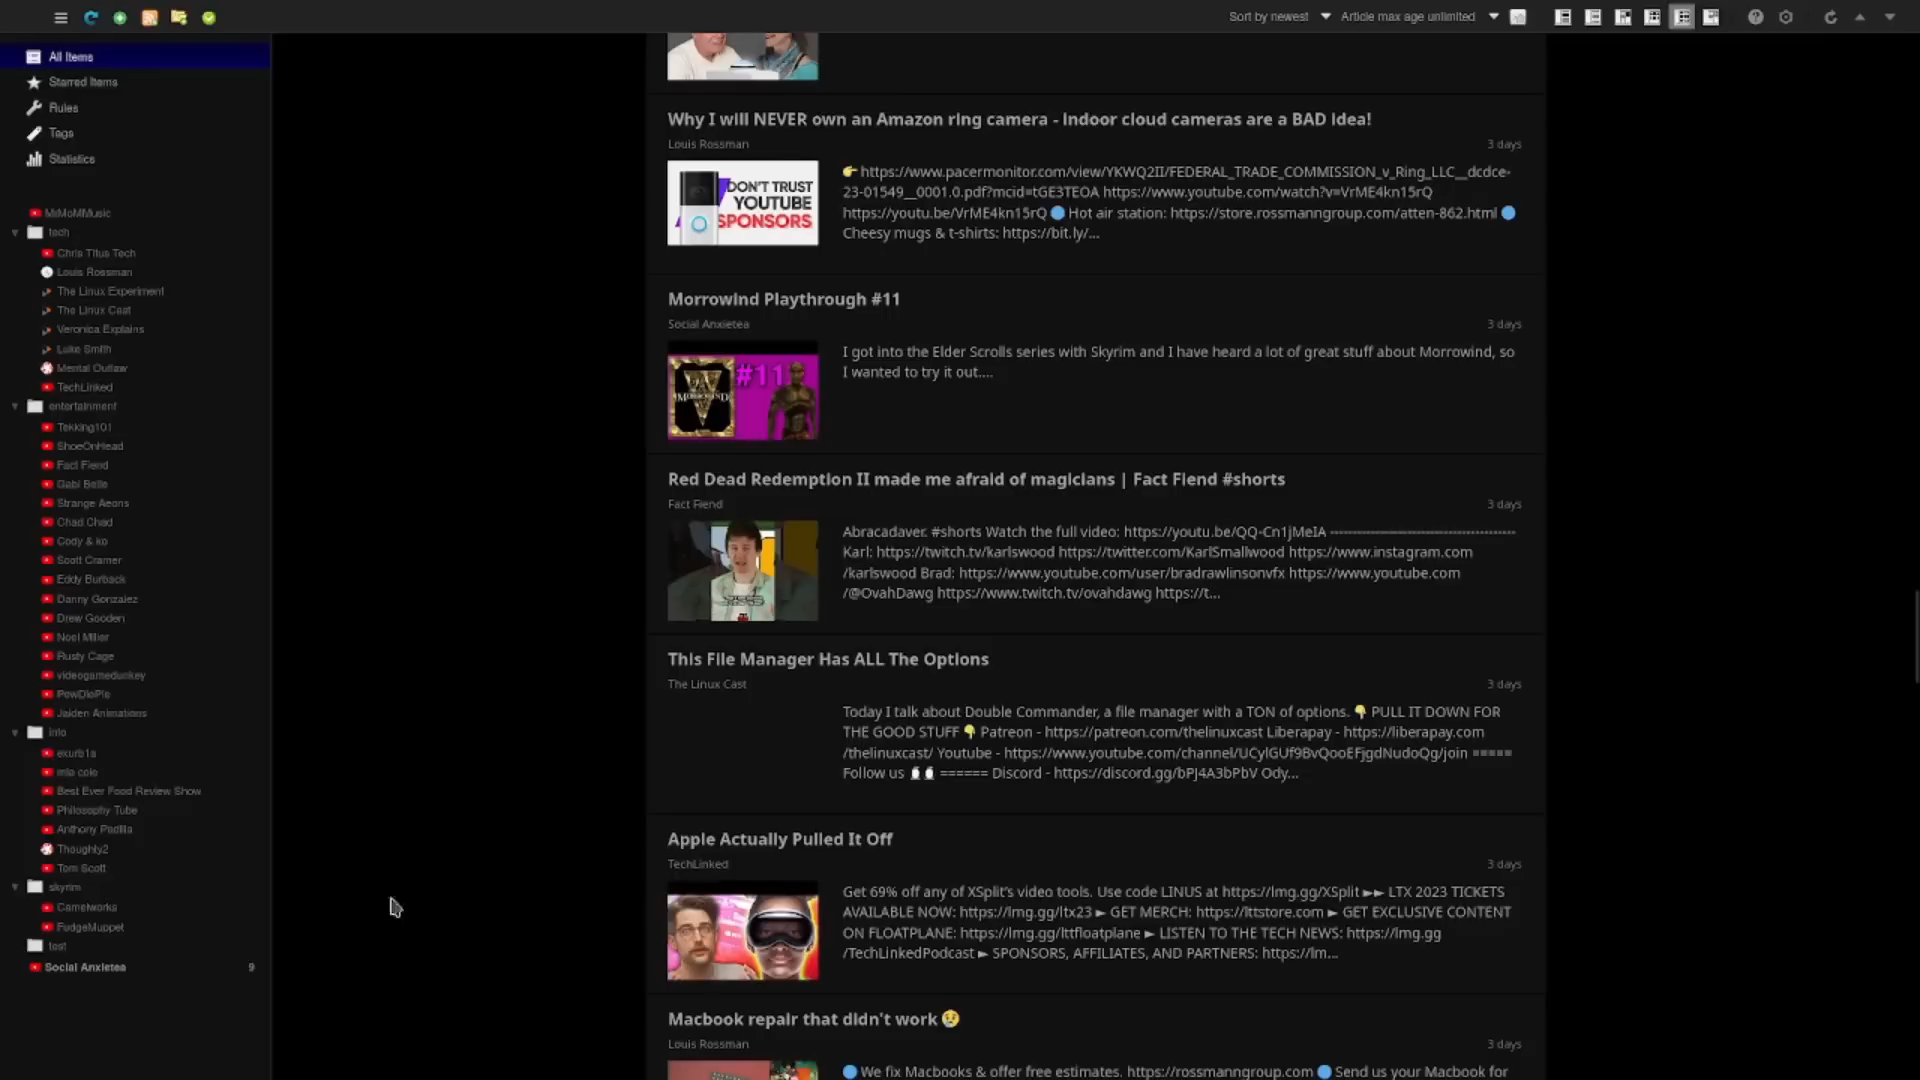 Sort by newest
Article max age unlimited
All Items
Starred Items
Rules
Tags
Statistics
MrMoMMusic
tech
Chris Titus Tech
Louis Rossman
The Linux Experiment
The Linux Cast
Veronica Explains
Luke Smith
Mental Outlaw
TechLinked
entertainment
Tekking101
ShoeOnHead
Fact Fiend
Gabi Belle
Strange Aeons
Chad Chad
Cody & ko
Scott Cramer
Eddy Burback
Danny Gonzalez
Drew Gooden
Noel Miller
Rusty Cage
videogamedunkey
PewDiePie
Jaiden Animations
info
exurb1a
mia cole
Best Ever Food Review Show
Philosophy Tube
Anthony Padilla
Thoughty2
Tom Scott
skyrim
Camelworks
FudgeMuppet
test
Social Anxietea 9
Why I will NEVER own an Amazon ring camera - indoor cloud cameras are a BAD idea!
Louis Rossman 3 days
DON'T TRUST
YOUTUBE
SPONSORS
👉 https://www.pacermonitor.com/view/YKWQ2II/FEDERAL_TRADE_COMMISSION_v_Ring_LLC__dcdce-
23-01549__0001.0.pdf?mcid=tGE3TEOA https://www.youtube.com/watch?v=VrME4kn15rQ
https://youtu.be/VrME4kn15rQ 🔵 Hot air station: https://store.rossmanngroup.com/atten-862.html 🔵
Cheesy mugs & t-shirts: https://bit.ly/...
Morrowind Playthrough #11
Social Anxietea 3 days
#11
MORROWIND
I got into the Elder Scrolls series with Skyrim and I have heard a lot of great stuff about Morrowind, so
I wanted to try it out....
Red Dead Redemption II made me afraid of magicians | Fact Fiend #shorts
Fact Fiend 3 days
Abracadaver. #shorts Watch the full video: https://youtu.be/QQ-Cn1jMeIA -------------------------------------
Karl: https://twitch.tv/karlswood https://twitter.com/KarlSmallwood https://www.instagram.com
/karlswood Brad: https://www.youtube.com/user/bradrawlinsonvfx https://www.youtube.com
/@OvahDawg https://www.twitch.tv/ovahdawg https://t...
This File Manager Has ALL The Options
The Linux Cast 3 days
Today I talk about Double Commander, a file manager with a TON of options. 👇 PULL IT DOWN FOR
THE GOOD STUFF 👇 Patreon - https://patreon.com/thelinuxcast Liberapay - https://liberapay.com
/thelinuxcast/ Youtube - https://www.youtube.com/channel/UCylGUf9BvQooEFjgdNudoQg/join =====
Follow us 🐧🐧 ====== Discord - https://discord.gg/bPJ4A3bPbV Ody...
Apple Actually Pulled It Off
TechLinked 3 days
Get 69% off any of XSplit's video tools. Use code LINUS at https://lmg.gg/XSplit ►► LTX 2023 TICKETS
AVAILABLE NOW: https://lmg.gg/ltx23 ► GET MERCH: https://lttstore.com ► GET EXCLUSIVE CONTENT
ON FLOATPLANE: https://lmg.gg/lttfloatplane ► LISTEN TO THE TECH NEWS: https://lmg.gg
/TechLinkedPodcast ► SPONSORS, AFFILIATES, AND PARTNERS: https://lm...
Macbook repair that didn't work 😢
Louis Rossman 3 days
🔵 We fix Macbooks & offer free estimates. https://rossmanngroup.com 🔵 Send us your Macbook for